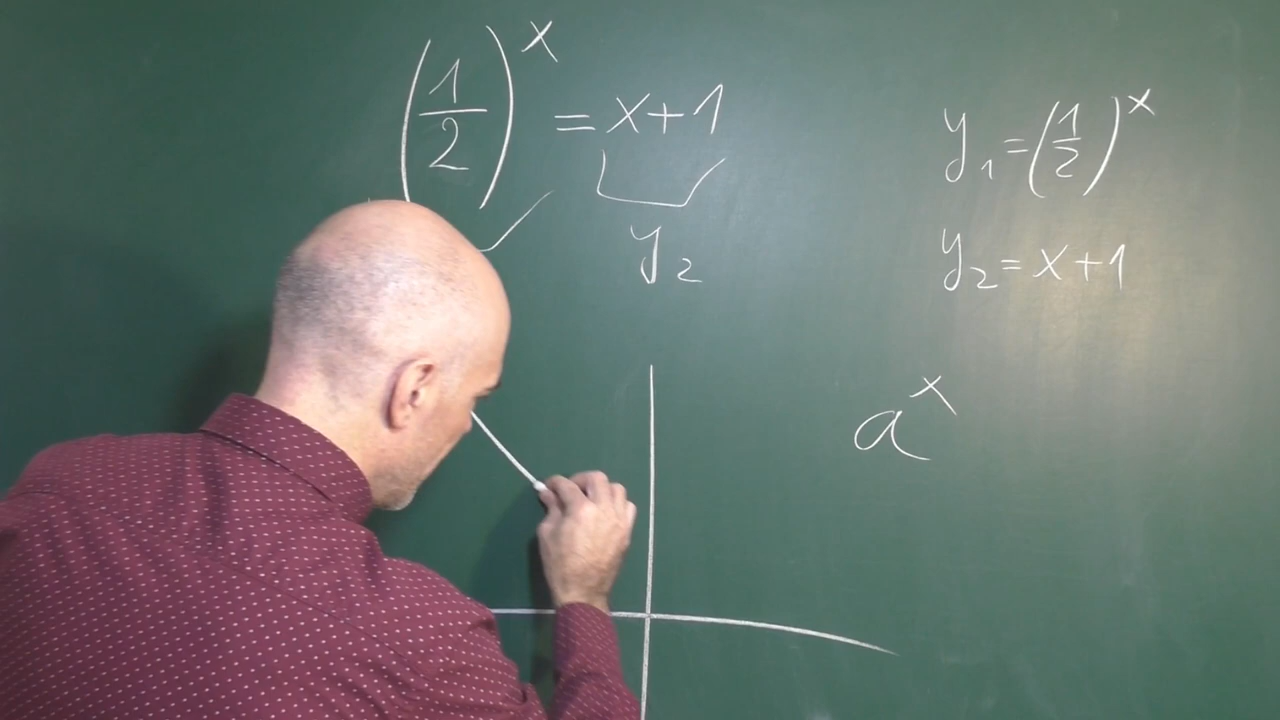 (1/2)^x = x+1
y₂
y₁ = (1/2)^x
y₂ = x+1
a^x